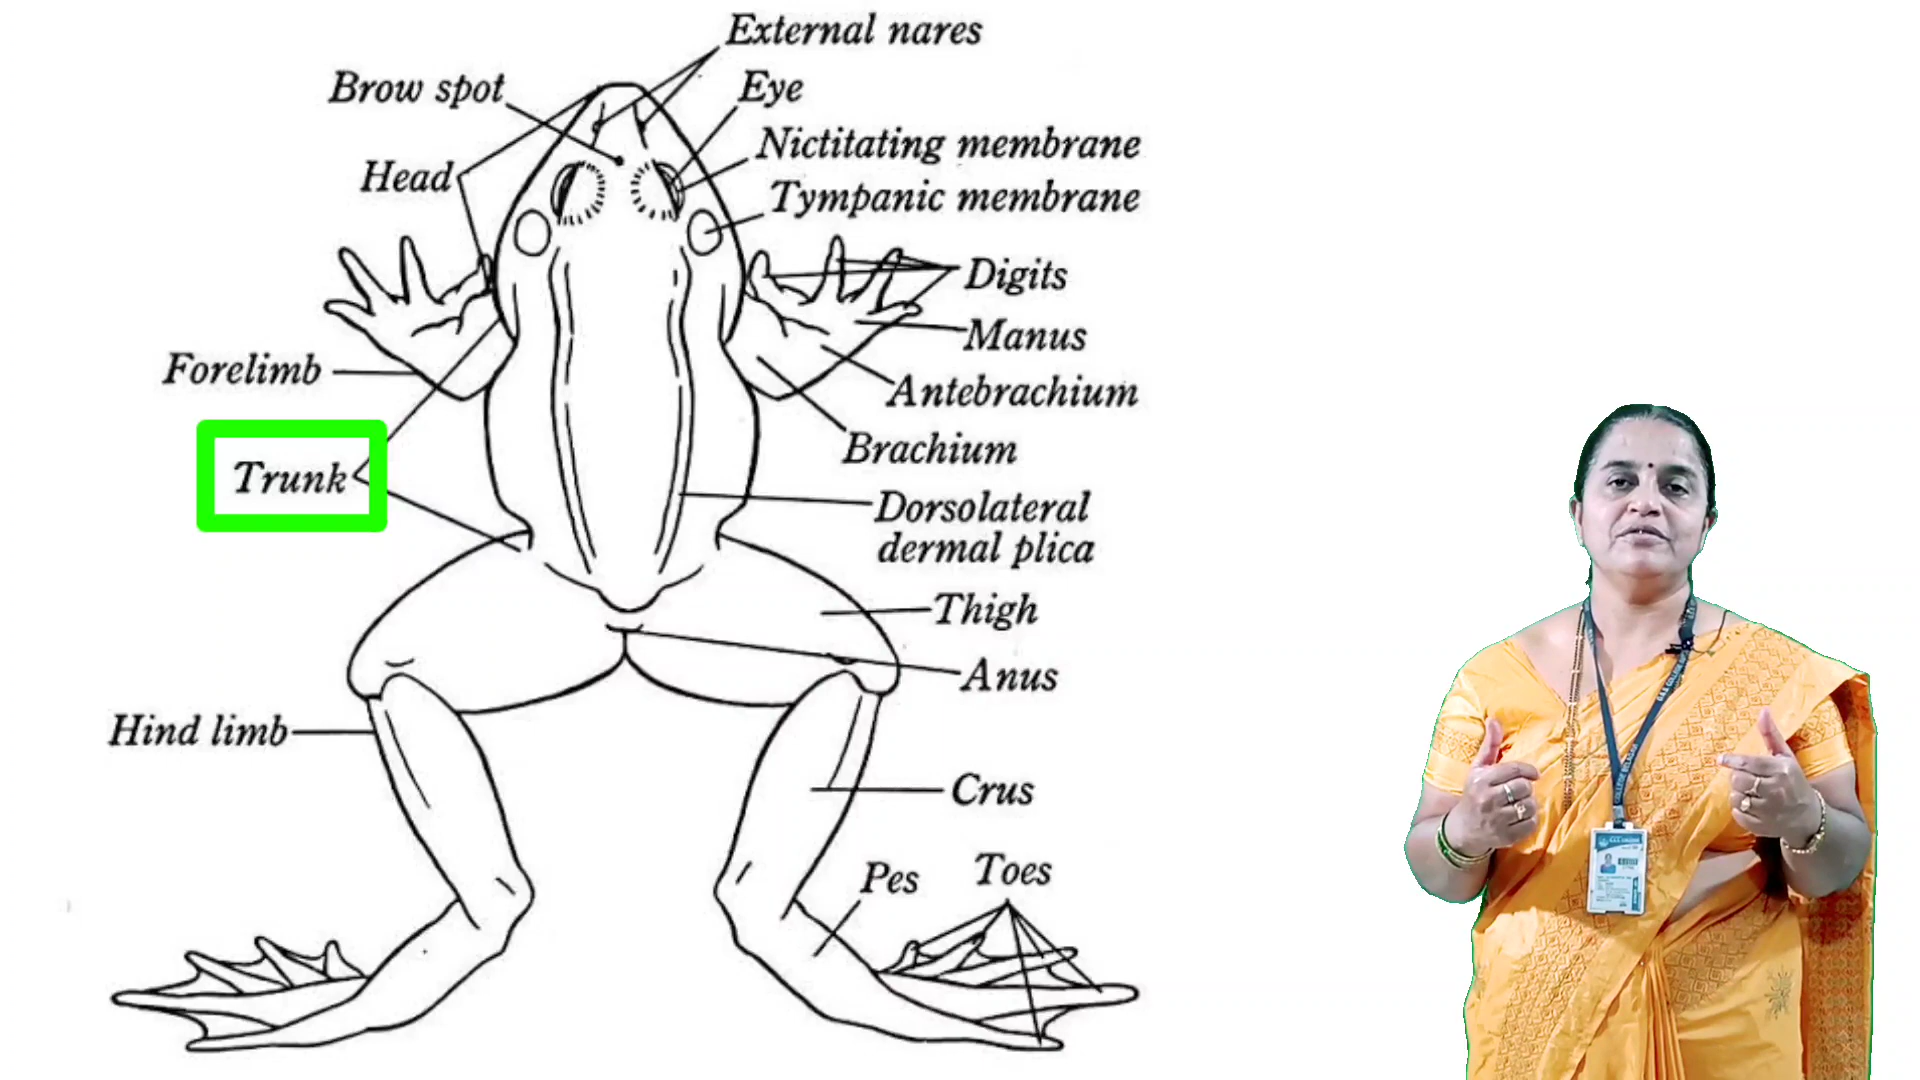 External nares
Brow spot
Eye
Nictitating membrane
Head
Tympanic membrane
Digits
Manus
Forelimb
Antebrachium
Brachium
Trunk
Dorsolateral
dermal plica
Thigh
Anus
Hind limb
Crus
Pes
Toes